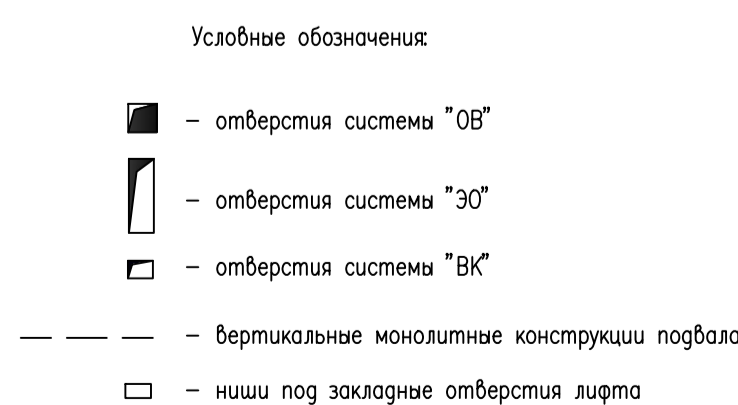 Условные обозначения:
– отверстия системы "ОВ"
– отверстия системы "ЭО"
– отверстия системы "ВК"
– вертикальные монолитные конструкции подвала
– ниши под закладные отверстия лифта